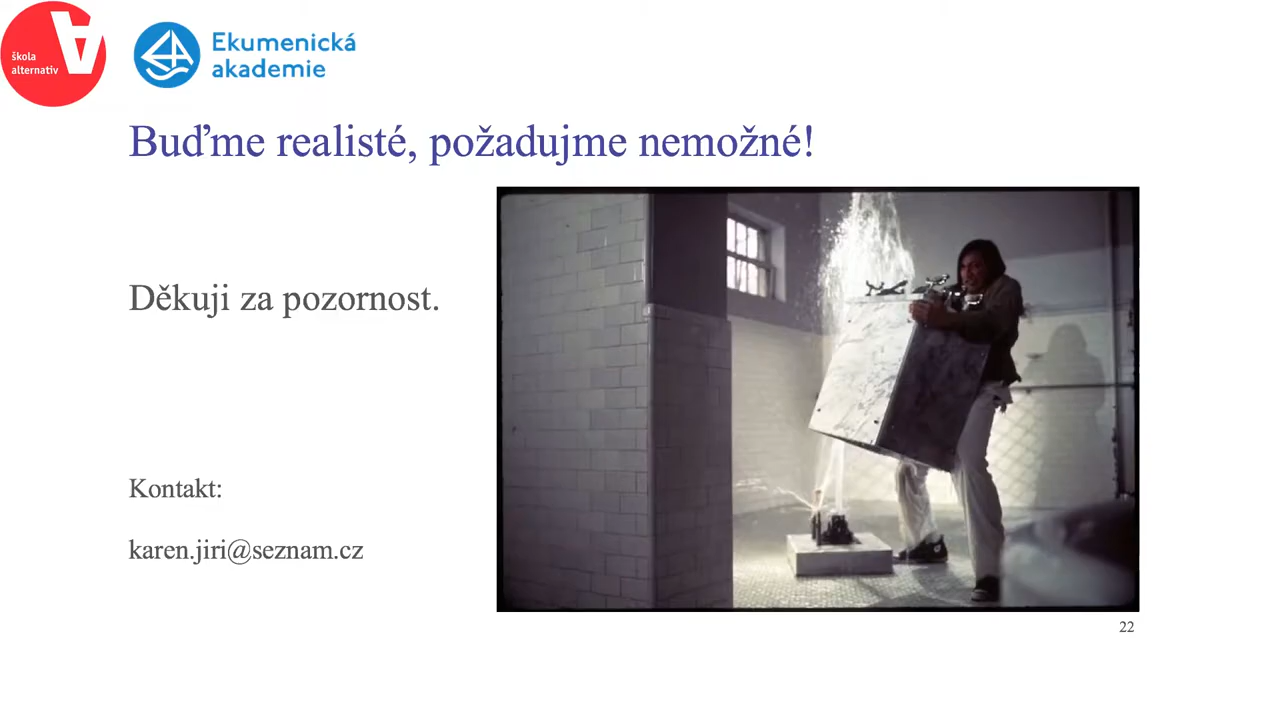 škola
alternativ
Ekumenická
akademie
Buďme realisté, požadujme nemožné!
Děkuji za pozornost.
Kontakt:
karen.jiri@seznam.cz
22